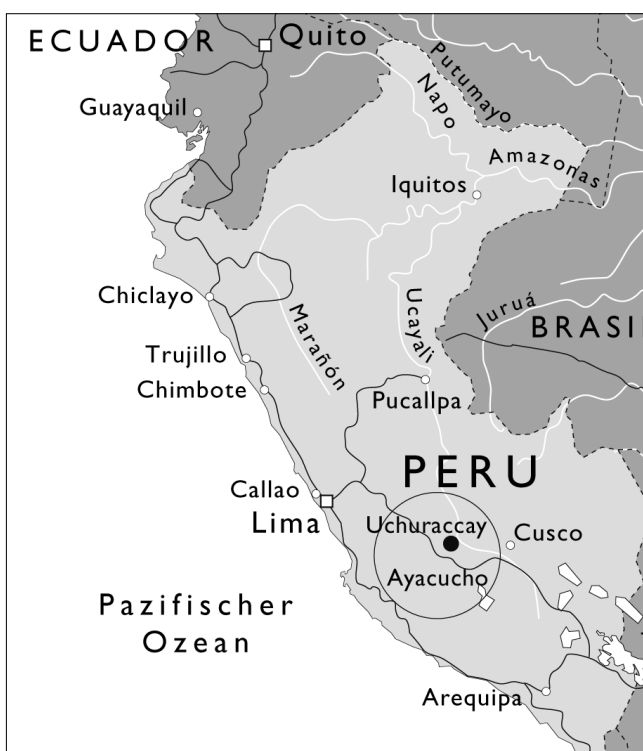 ECUADOR
Quito
Putumayo
Napo
Guayaquil
Amazonas
Iquitos
Chiclayo
Marañón
Ucayali
Juruá
BRASI
Trujillo
Chimbote
Pucallpa
PERU
Callao
Lima
Uchuraccay
Cusco
Ayacucho
Pazifischer
Ozean
Arequipa